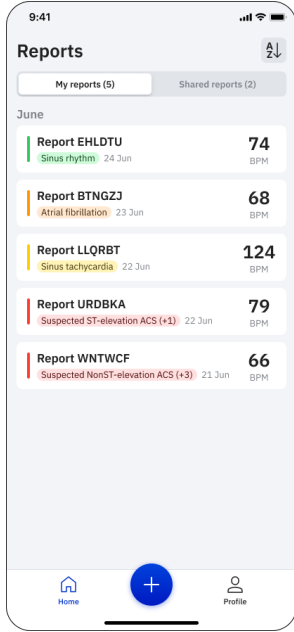 9:41
Reports
A
Z
My reports (5)
Shared reports (2)
June
Report EHLDTU
74
Sinus rhythm 24 Jun
BPM
Report BTNGZJ
68
Atrial fibrillation 23 Jun
BPM
Report LLQRBT
124
Sinus tachycardia 22 Jun
BPM
Report URDBKA
79
Suspected ST-elevation ACS (+1) 22 Jun
BPM
Report WNTWCF
66
Suspected NonST-elevation ACS (+3) 21 Jun
BPM
Home
Profile